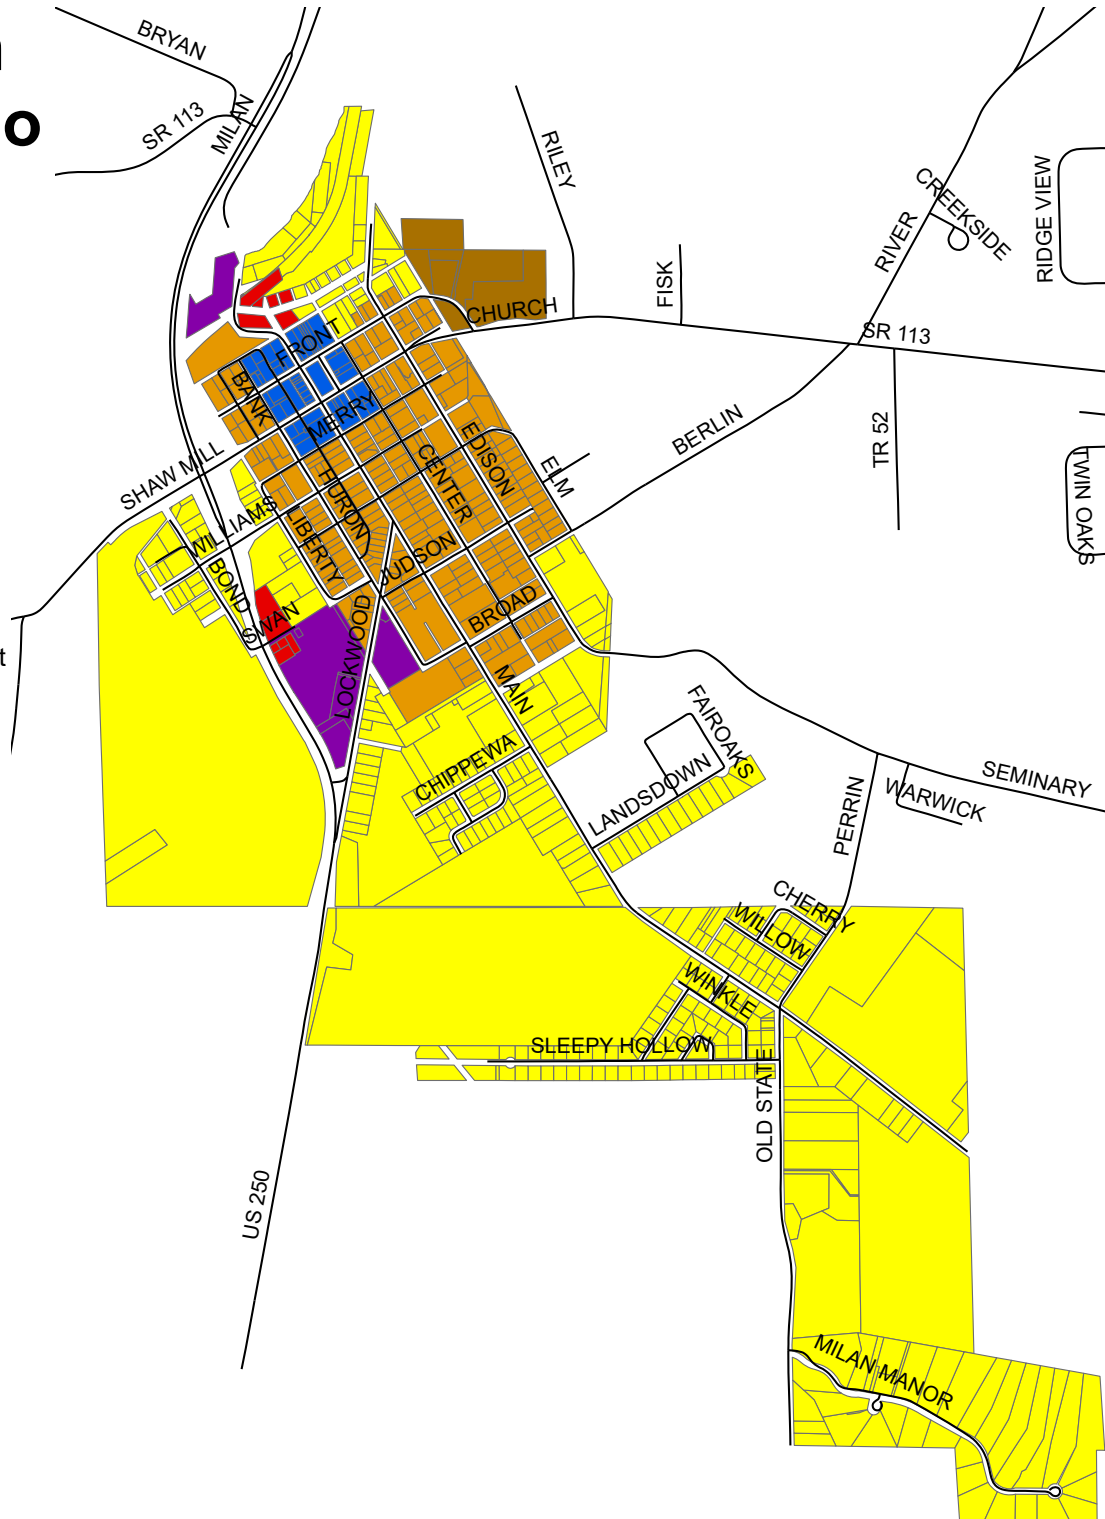 BRYAN
o
SR 113
MILAN
RILEY
CREEKSIDE
RIDGE VIEW
RIVER
FISK
CHURCH
SR 113
FRONT
BANK
MERRY
TR 52
BERLIN
EDISON
CENTER
ELM
SHAW MILL
HURON
TWIN OAKS
WILLIAMS
LIBERTY
JUDSON
BOND
BROAD
SWAN
LOCKWOOD
t
MAIN
FAIROAKS
CHIPPEWA
LANDSDOWN
SEMINARY
WARWICK
PERRIN
CHERRY
WILLOW
WINKLE
SLEEPY HOLLOW
OLD STATE
US 250
MILAN MANOR